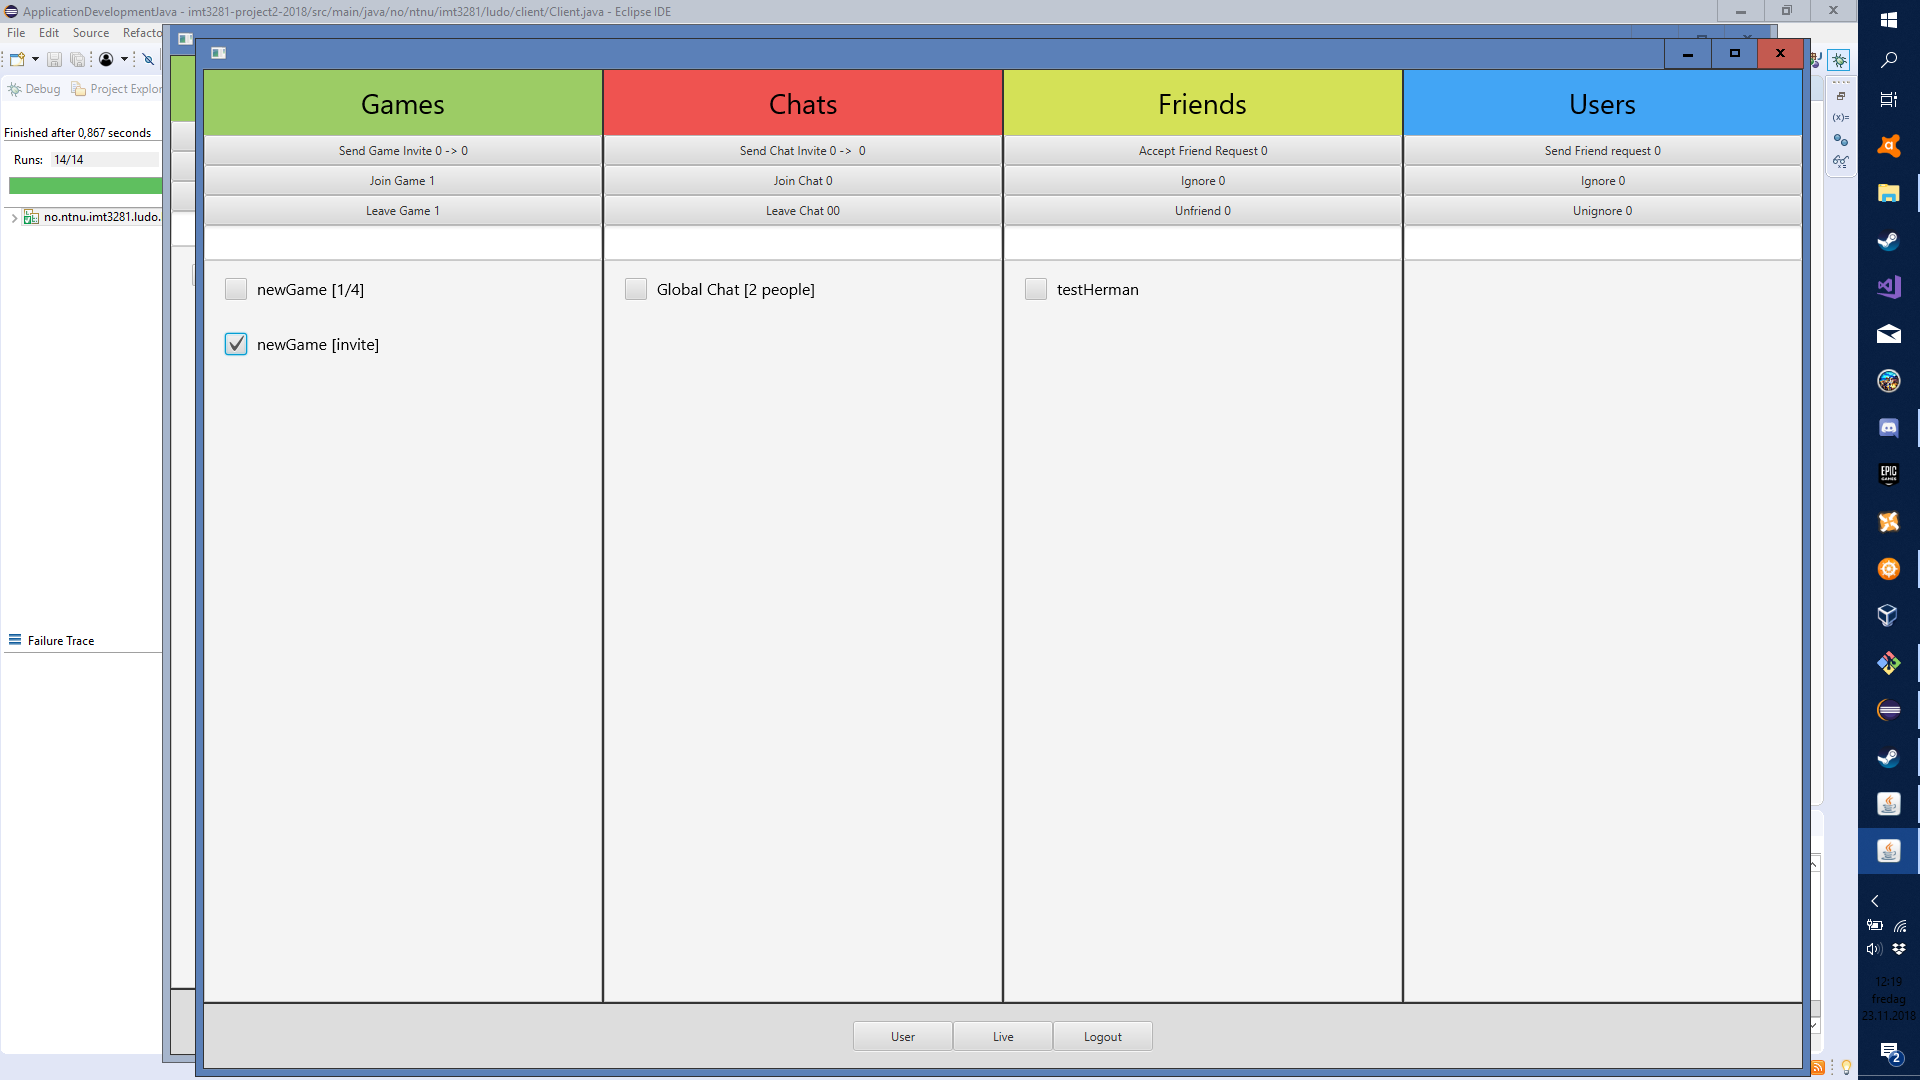 ApplicationDevelopmentJava - imt3281-project2-2018/src/main/java/no/ntnu/imt3281/ludo/client/Client.java - Eclipse IDE
File Edit Source Refacto
Debug Project Explor
Finished after 0,867 seconds
Runs: 14/14
no.ntnu.imt3281.ludo.
Failure Trace
Games Chats Friends Users
Send Game Invite 0 -> 0 Send Chat Invite 0 -> 0 Accept Friend Request 0 Send Friend request 0
Join Game 1 Join Chat 0 Ignore 0 Ignore 0
Leave Game 1 Leave Chat 00 Unfriend 0 Unignore 0
newGame [1/4] Global Chat [2 people] testHerman
newGame [invite]
User Live Logout
(x)=
EPIC
GAMES
12:19
fredag
23.11.2018
2